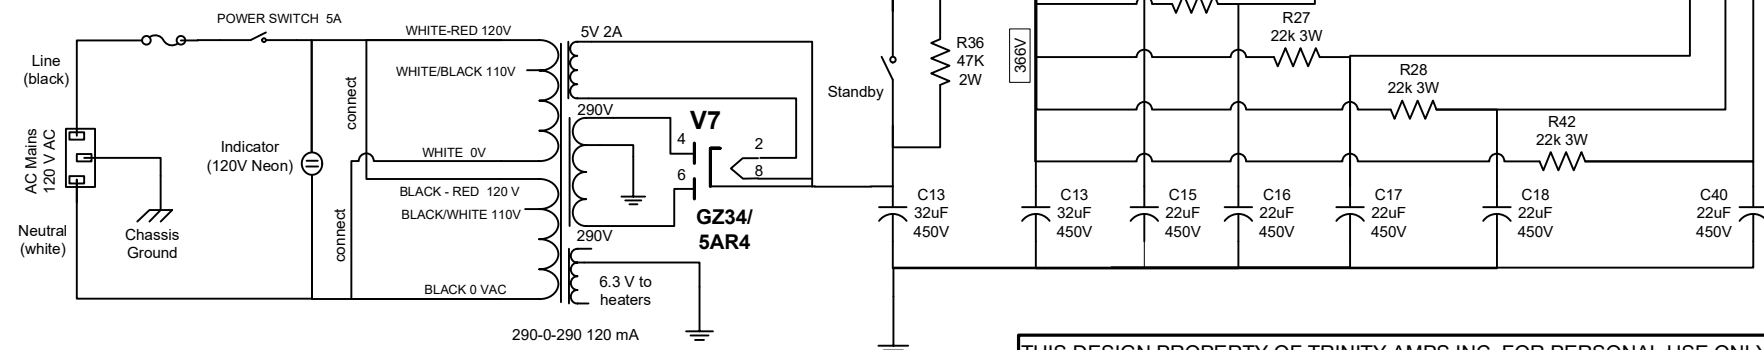 POWER SWITCH 5A
Line
(black)
AC Mains
120 V AC
Neutral
(white)
Chassis
Ground
Indicator
(120V Neon)
connect
connect
WHITE-RED 120V
WHITE/BLACK 110V
WHITE 0V
BLACK - RED 120 V
BLACK/WHITE 110V
BLACK 0 VAC
5V 2A
290V
290V
6.3 V to
heaters
290-0-290 120 mA
V7
4
6
2
8
GZ34/
5AR4
Standby
R36
47K
2W
366V
R27
22k 3W
R28
22k 3W
R42
22k 3W
C13
32uF
450V
C13
32uF
450V
C15
22uF
450V
C16
22uF
450V
C17
22uF
450V
C18
22uF
450V
C40
22uF
450V
THIS DESIGN PROPERTY OF TRINITY AMPS INC. FOR PERSONAL USE ONLY